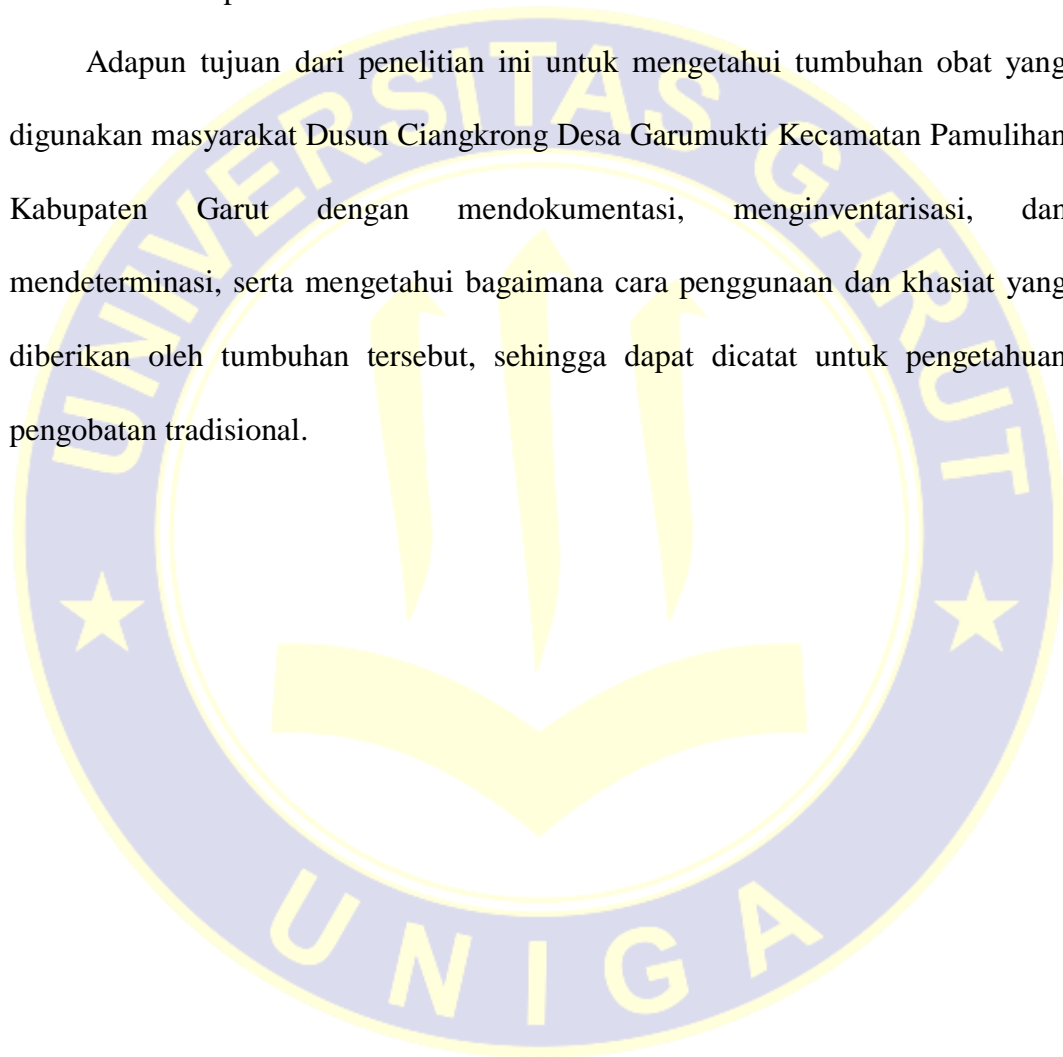 Adapun tujuan dari penelitian ini untuk mengetahui tumbuhan obat yang
digunakan masyarakat Dusun Ciangkrong Desa Garumukti Kecamatan Pamulihan
Kabupaten Garut dengan mendokumentasi, menginventarisasi, dan
mendeterminasi, serta mengetahui bagaimana cara penggunaan dan khasiat yang
diberikan oleh tumbuhan tersebut, sehingga dapat dicatat untuk pengetahuan
pengobatan tradisional.
UNIVERSITAS GARUT
UNIGA